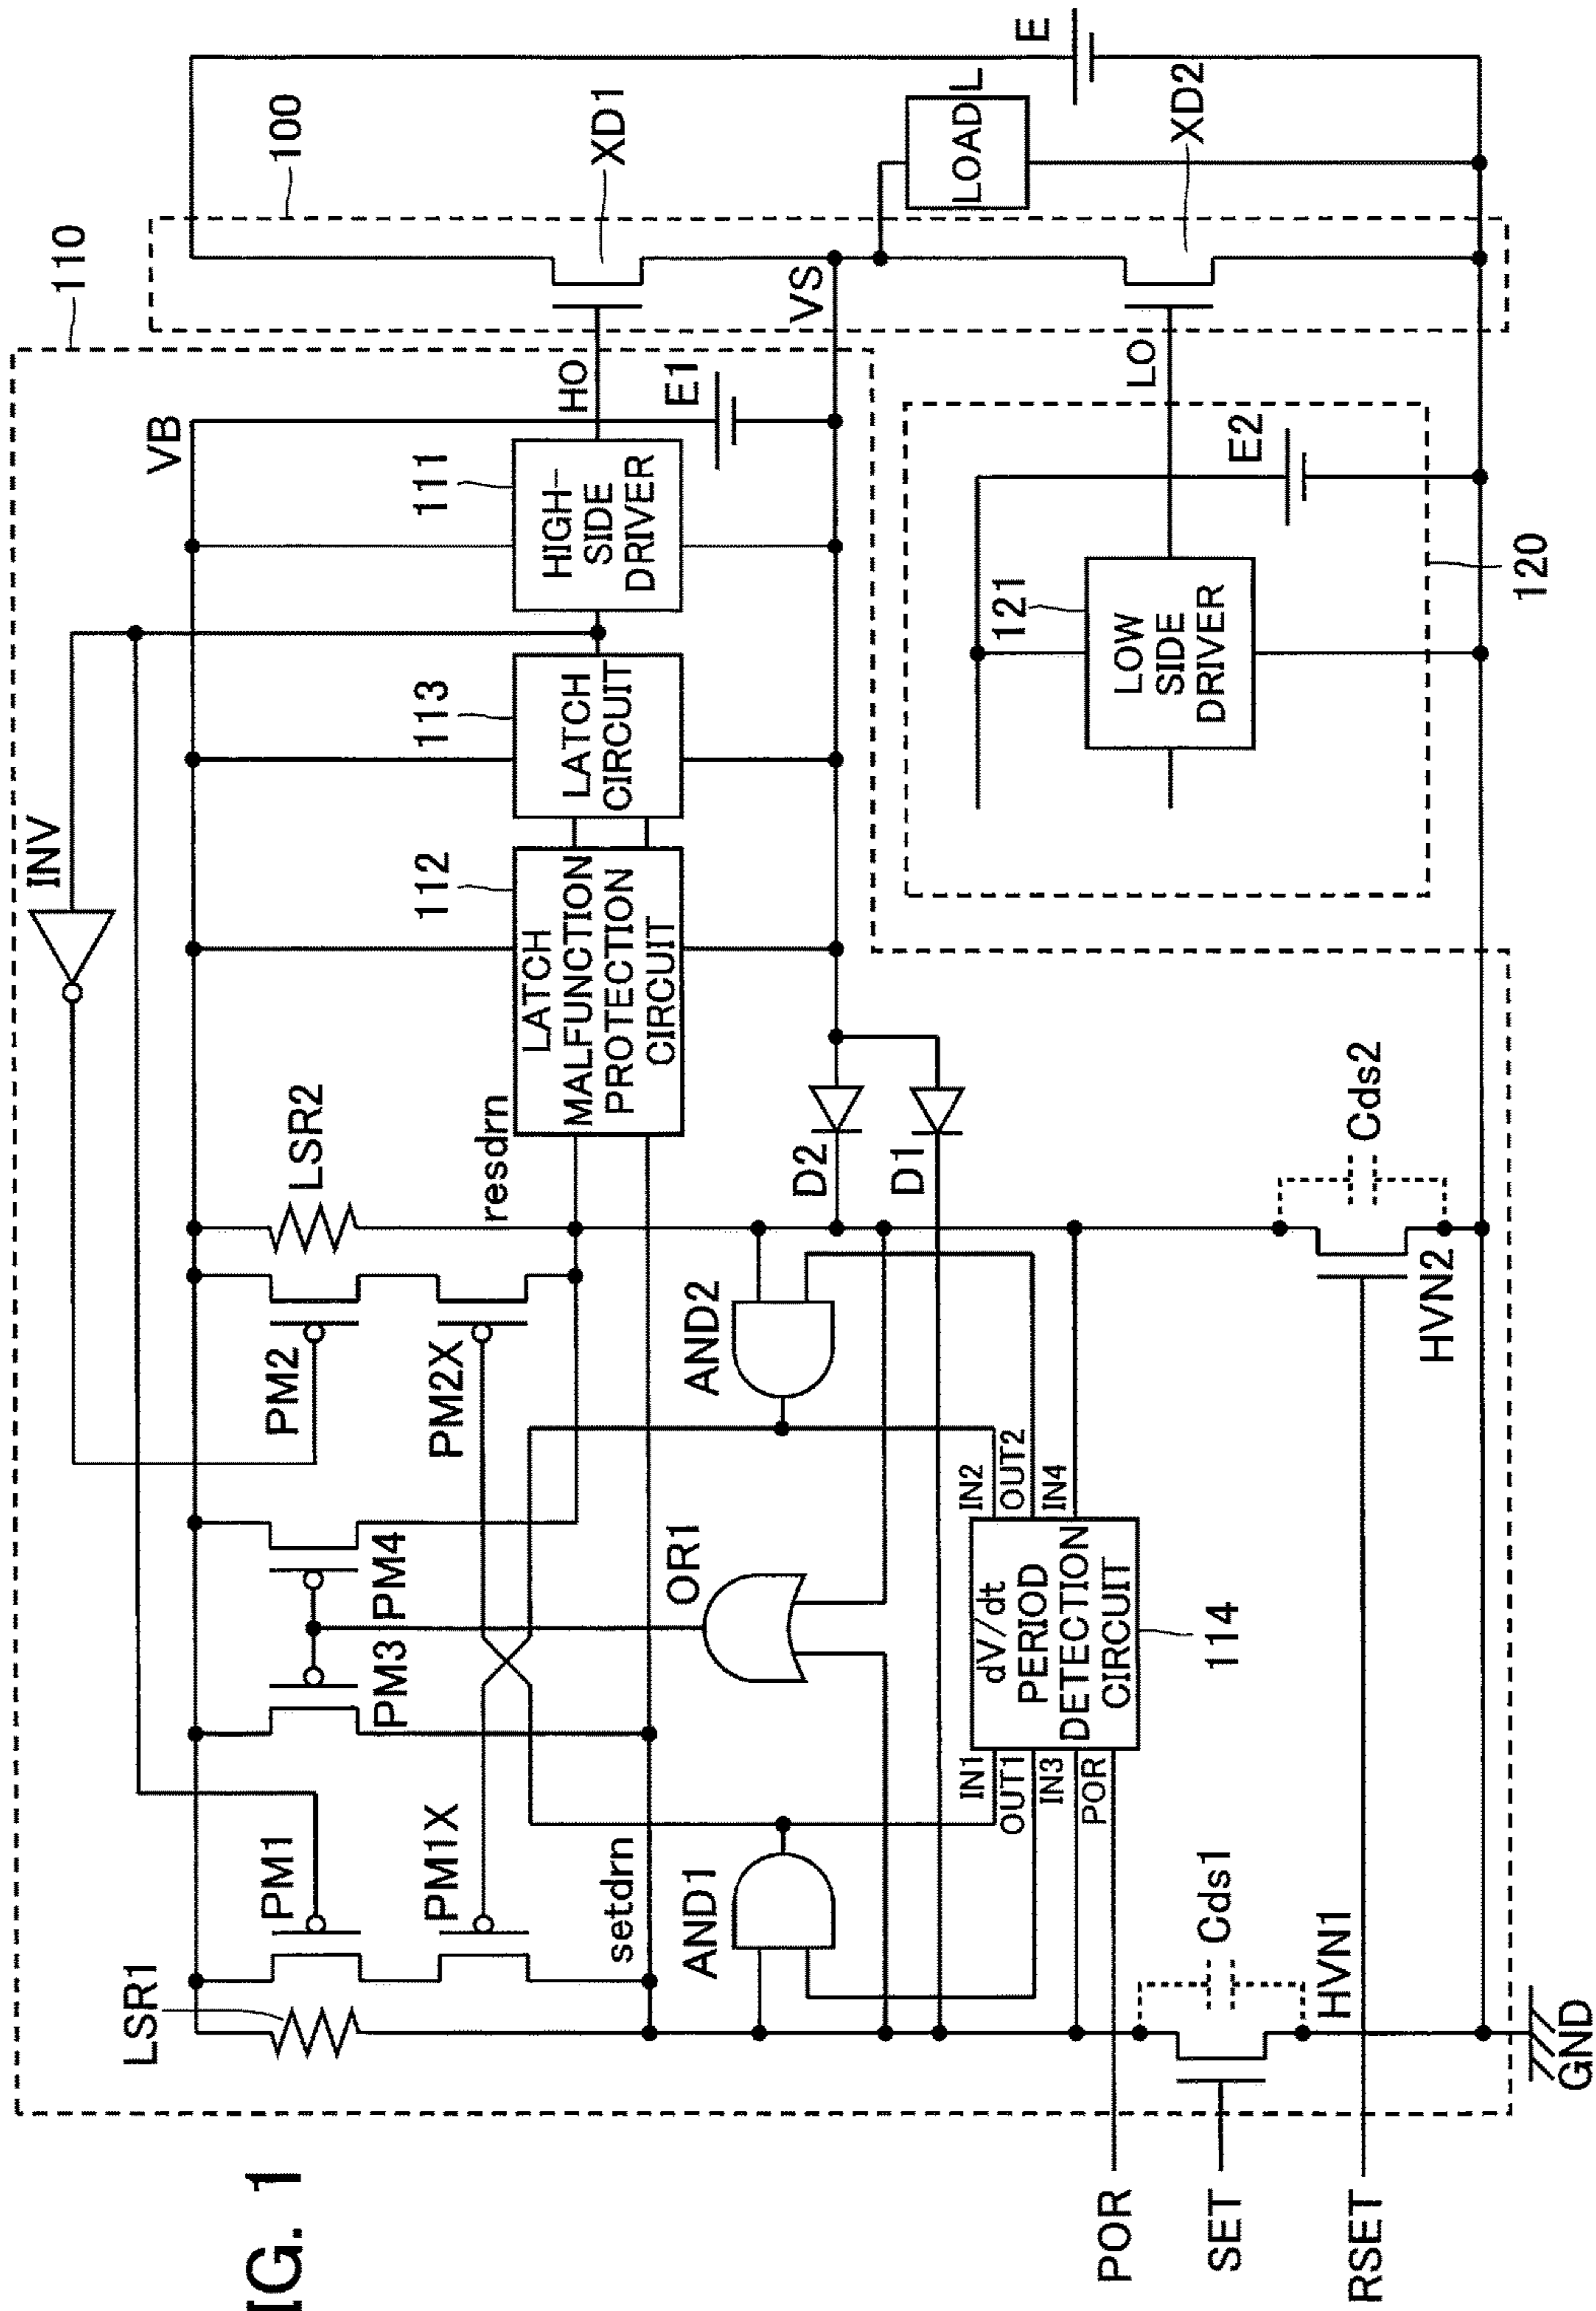 IG. 1
110
100
E
VB
HO
XD1
111
HIGH-
SIDE
DRIVER
E1
VS
LOAD
L
XD2
INV
113
LATCH
CIRCUIT
112
LATCH
MALFUNCTION
PROTECTION
CIRCUIT
LO
E2
121
LOW
SIDE
DRIVER
120
LSR2
resdrn
D2
D1
Cds2
PM2
PM2X
AND2
HVN2
PM4
PM3
OR1
IN2
OUT2
IN4
dV/dt
PERIOD
DETECTION
CIRCUIT
114
IN1
OUT1
IN3
POR
PM1
PM1X
setdrn
AND1
Cds1
HVN1
LSR1
GND
POR
SET
RSET